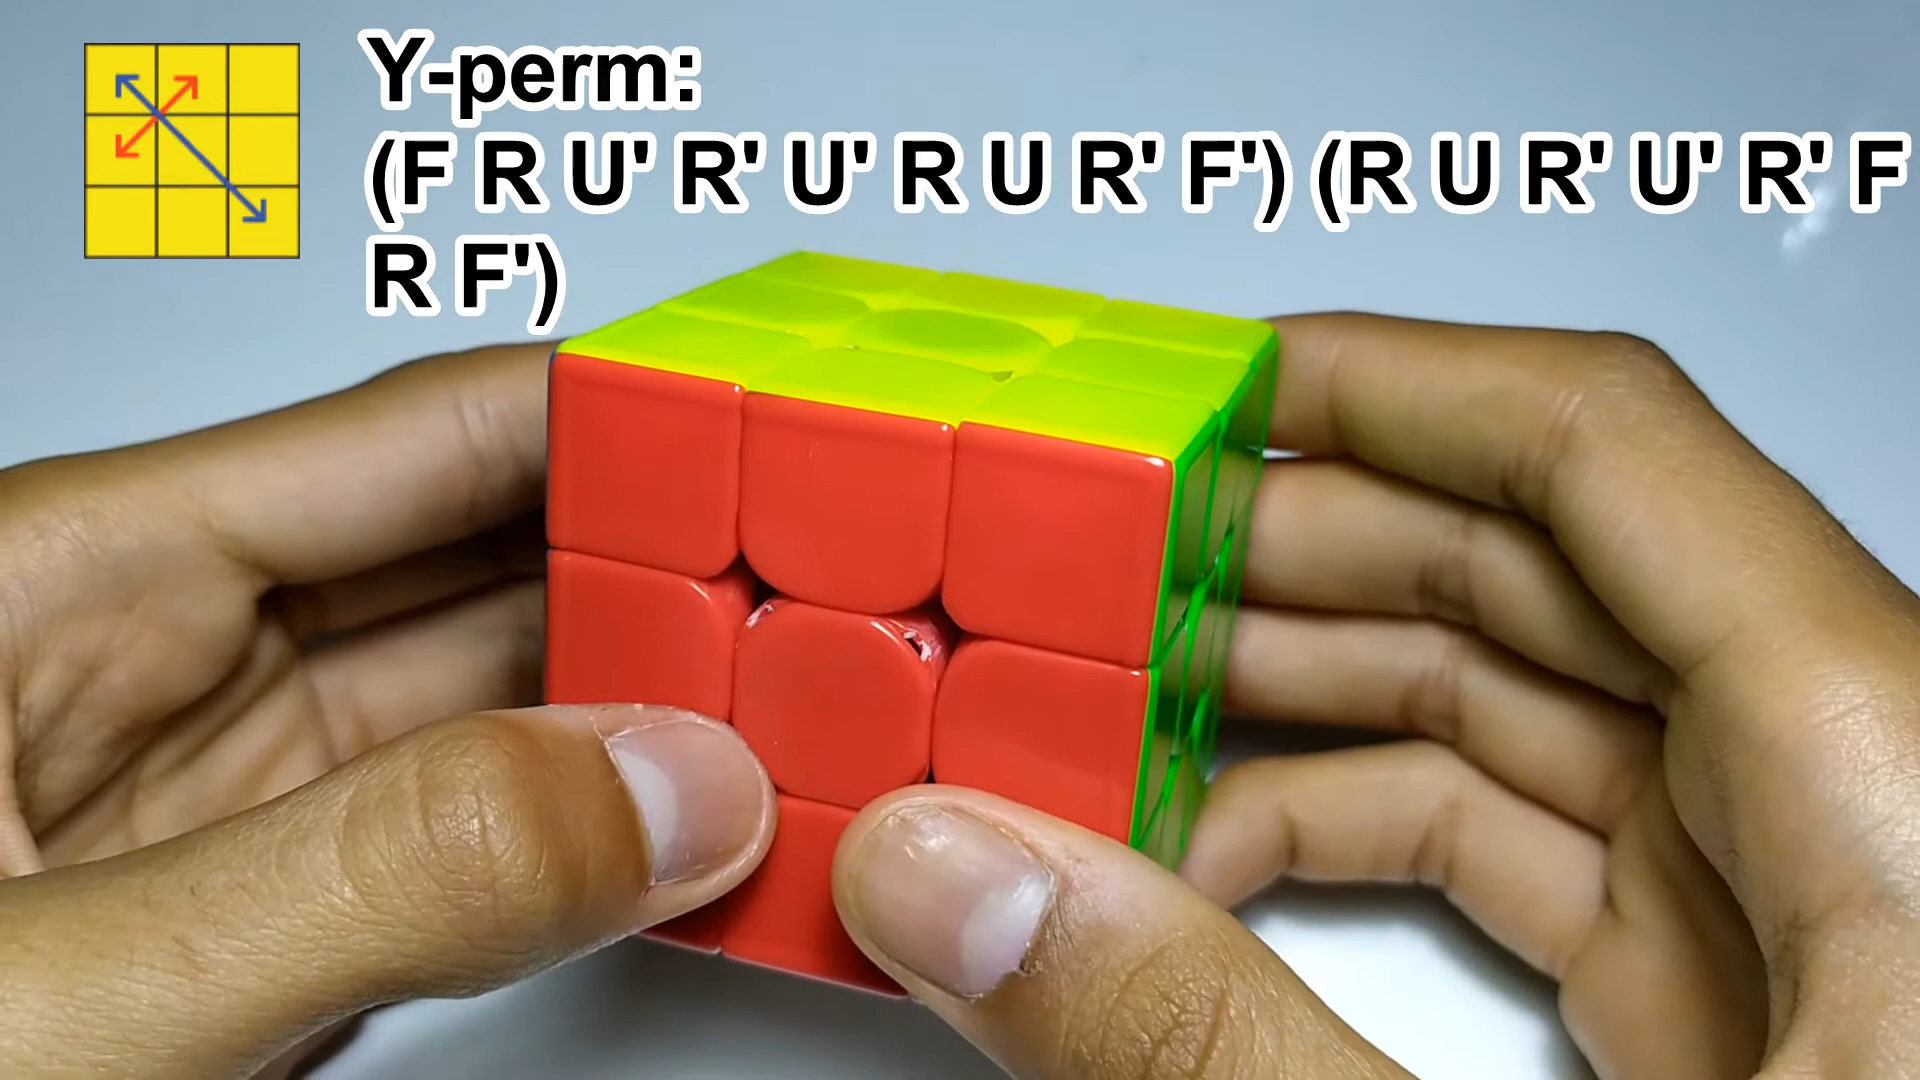 Y-perm:
(F R U' R' U' R U R' F') (R U R' U' R' F
R F')